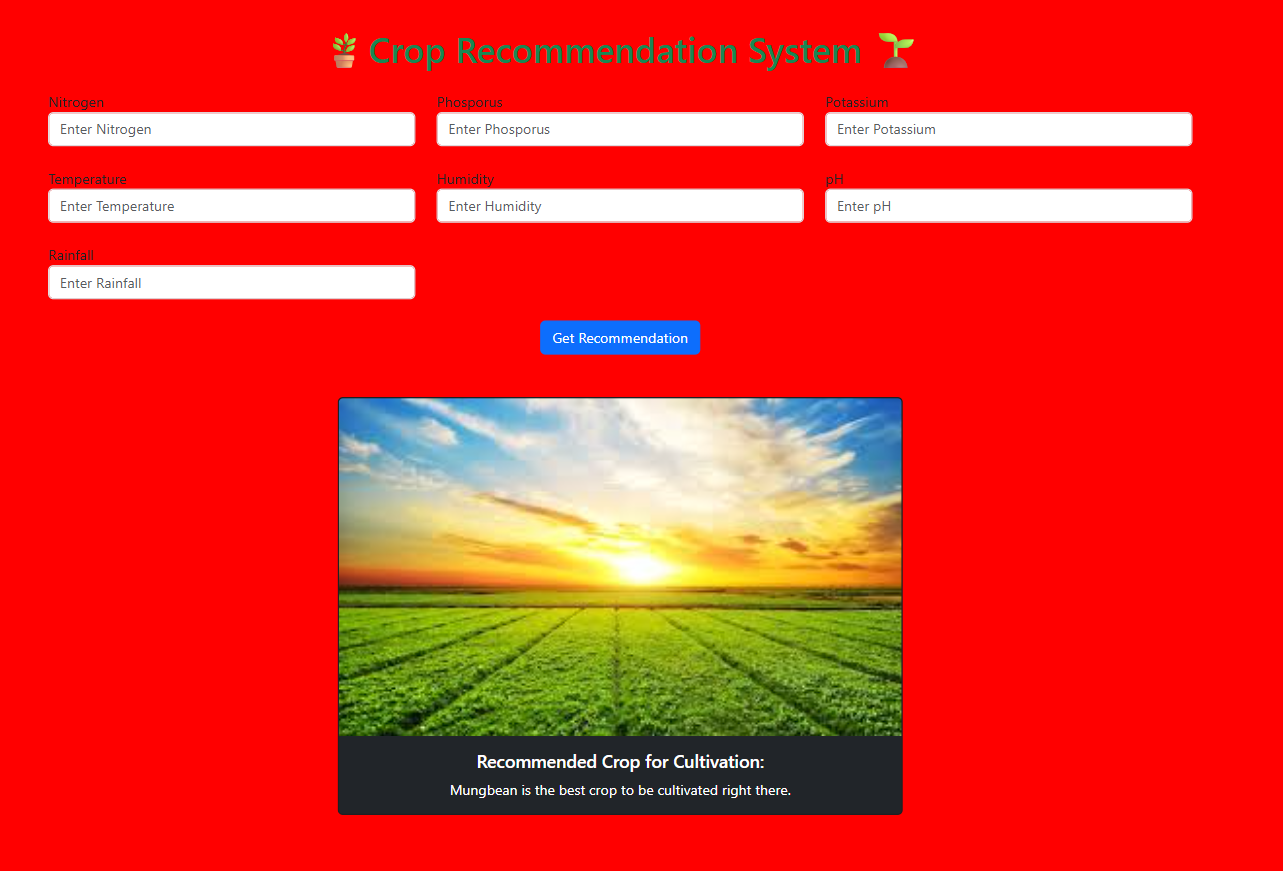 Crop Recommendation System
Nitrogen Phosporus Potassium
Enter Nitrogen Enter Phosporus Enter Potassium
Temperature Humidity pH
Enter Temperature Enter Humidity Enter pH
Rainfall
Enter Rainfall
Get Recommendation
Recommended Crop for Cultivation:
Mungbean is the best crop to be cultivated right there.